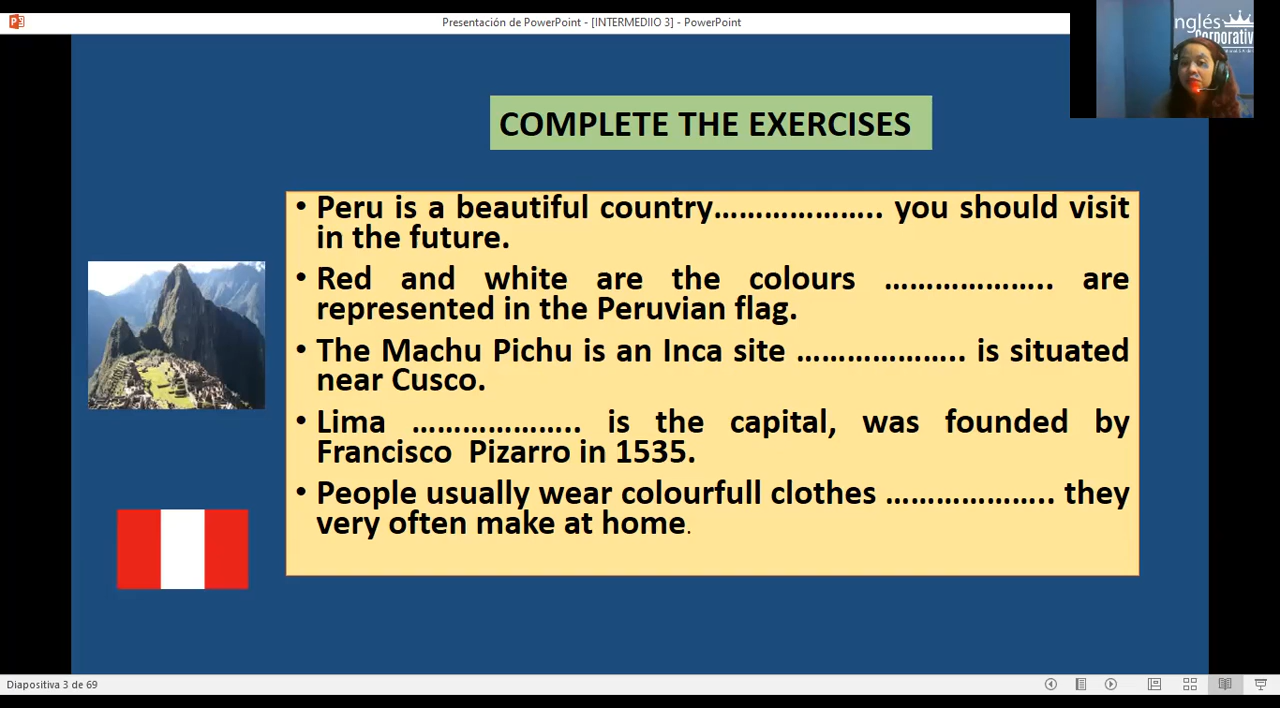 Presentación de PowerPoint - [INTERMEDIIO 3] - PowerPoint
nglés
Corporativ
COMPLETE THE EXERCISES
• Peru is a beautiful country……………….. you should visit
in the future.
• Red and white are the colours ……………….. are
represented in the Peruvian flag.
• The Machu Pichu is an Inca site ……………….. is situated
near Cusco.
• Lima ……………….. is the capital, was founded by
Francisco Pizarro in 1535.
• People usually wear colourfull clothes ……………….. they
very often make at home.
Diapositiva 3 de 69